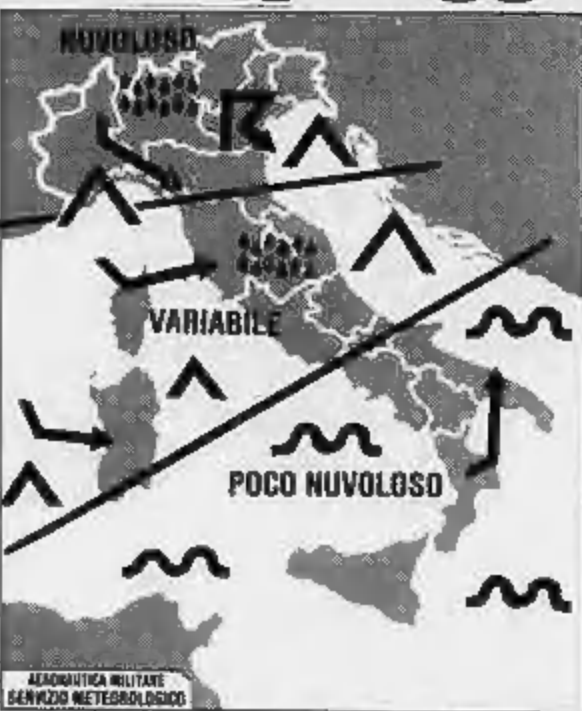 NUVOLOSO
VARIABILE
POCO NUVOLOSO
AERONAUTICA MILITARE
SERVIZIO METEOROLOGICO